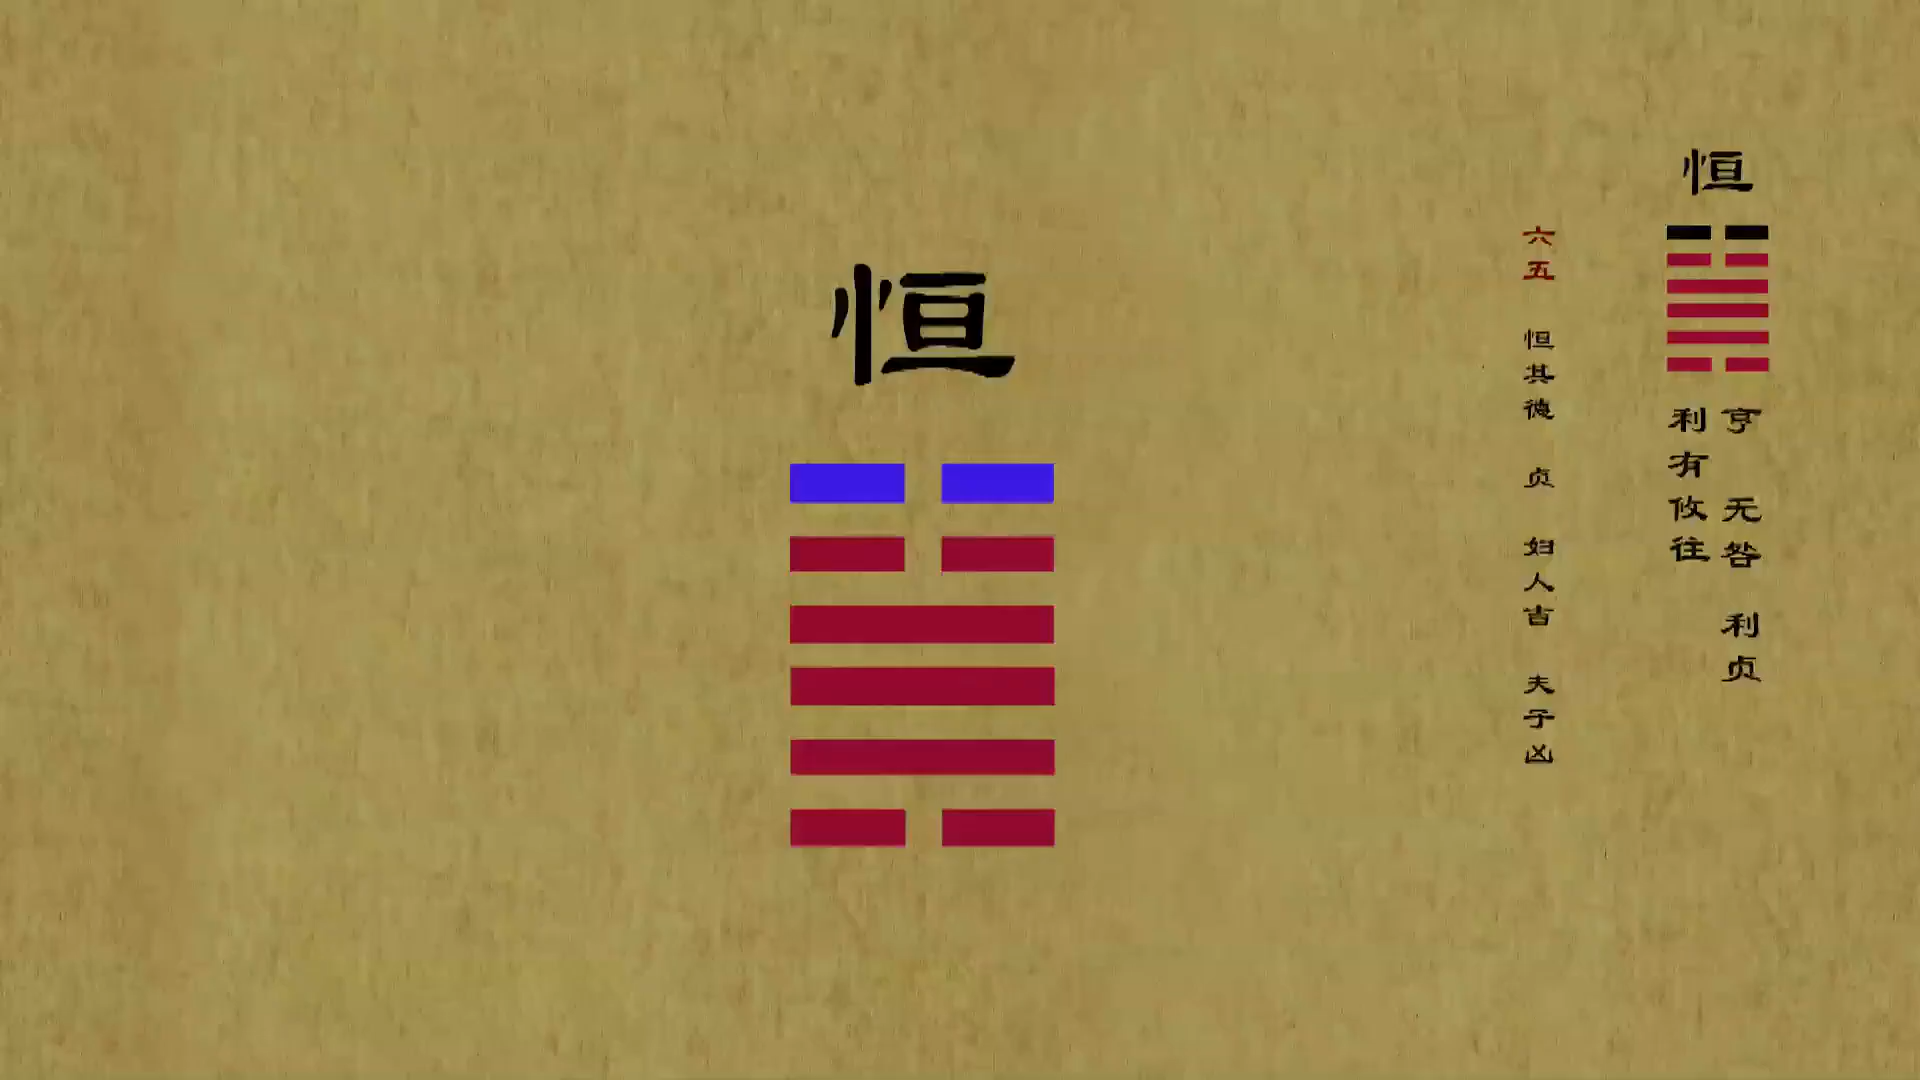 恒
恒
亨 无咎 利贞
利有攸往
六五 恒其德 贞 妇人吉 夫子凶